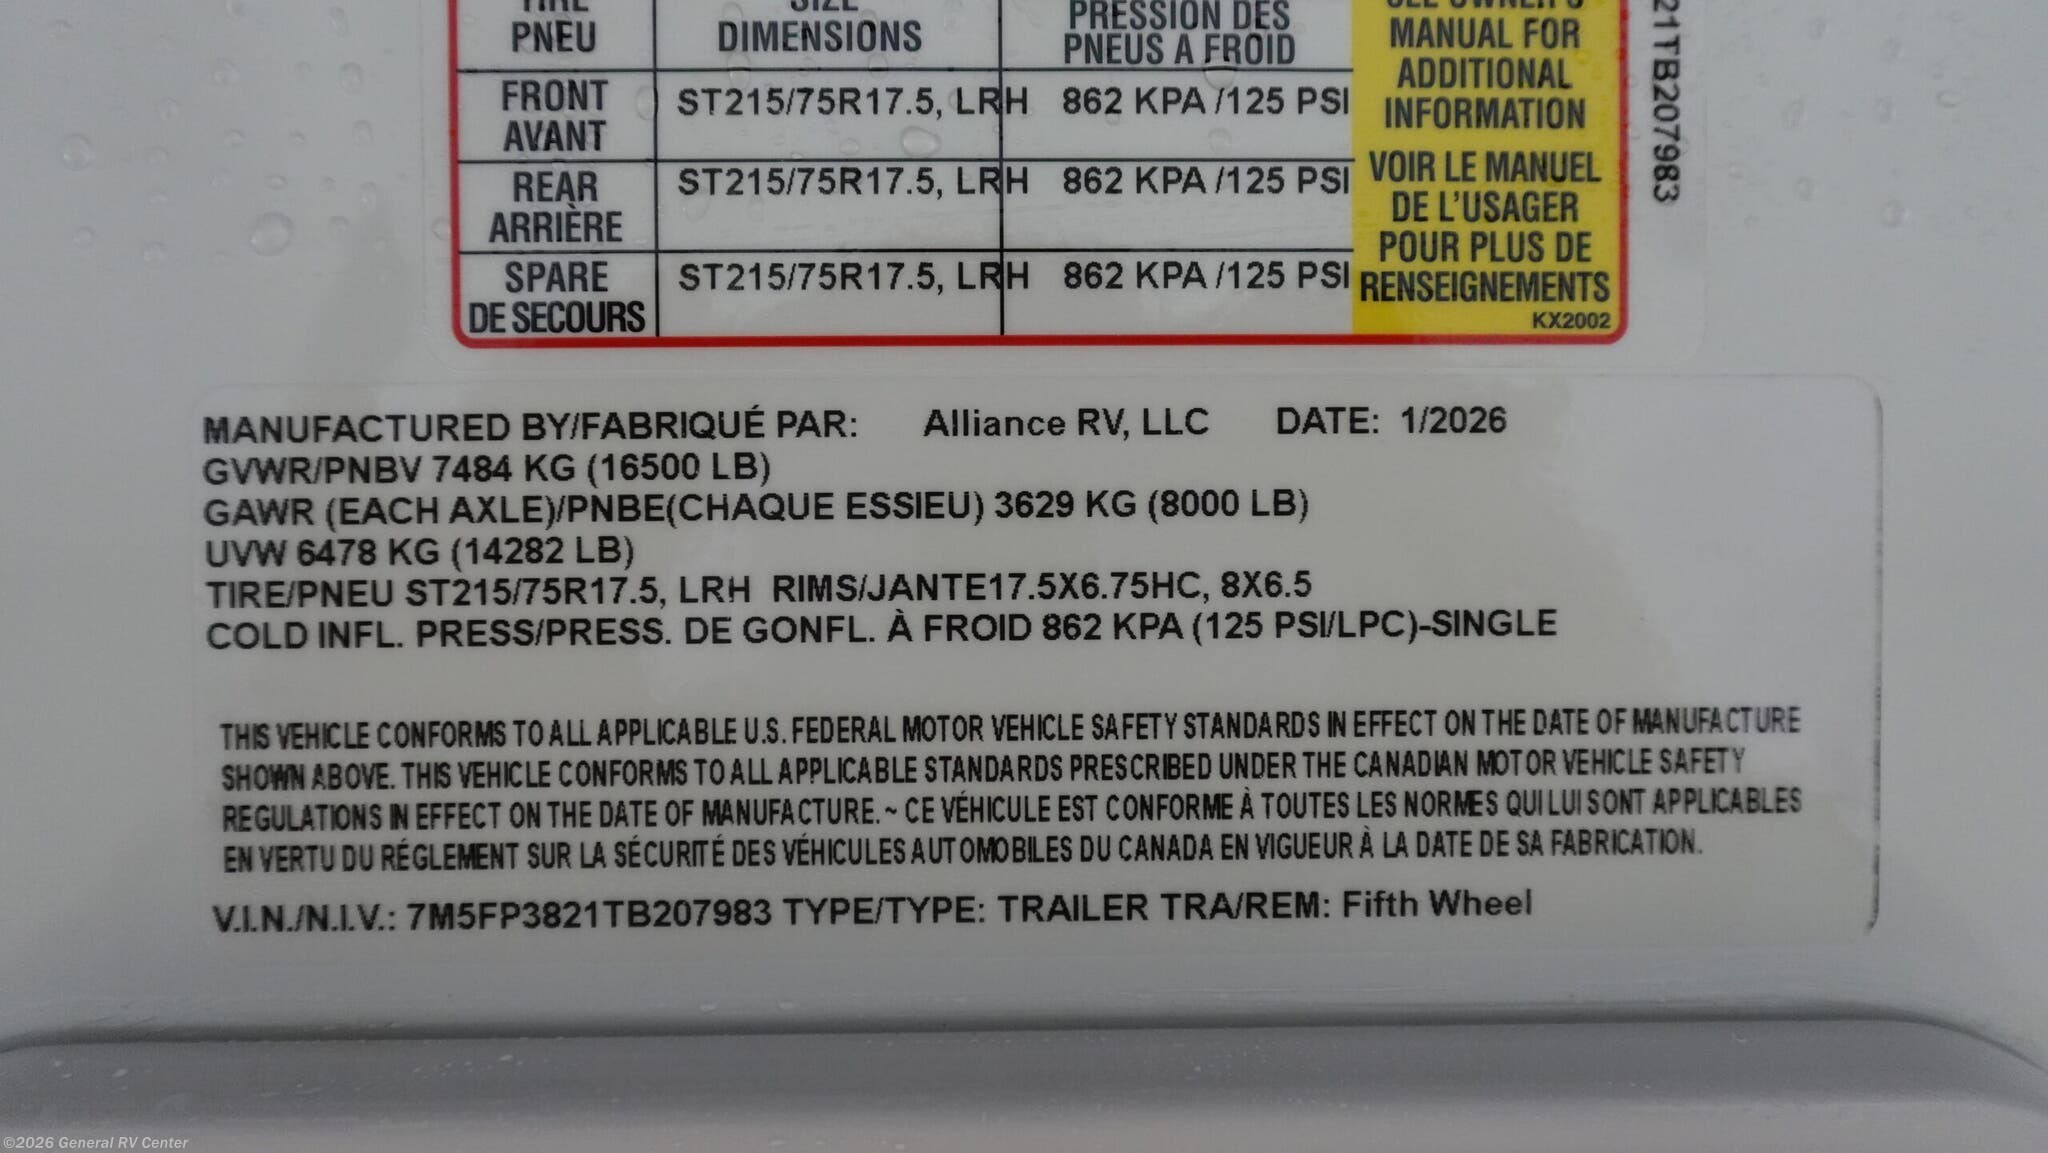 TIRE SIZE PRESSION DES SEE OWNER'S
PNEU DIMENSIONS PNEUS A FROID MANUAL FOR
ADDITIONAL
INFORMATION
FRONT ST215/75R17.5, LRH 862 KPA /125 PSI
AVANT
VOIR LE MANUEL
DE L'USAGER
POUR PLUS DE
RENSEIGNEMENTS
REAR ST215/75R17.5, LRH 862 KPA /125 PSI
ARRIÈRE
SPARE ST215/75R17.5, LRH 862 KPA /125 PSI
DE SECOURS
KX2002
21TB207983
MANUFACTURED BY/FABRIQUÉ PAR: Alliance RV, LLC DATE: 1/2026
GVWR/PNBV 7484 KG (16500 LB)
GAWR (EACH AXLE)/PNBE(CHAQUE ESSIEU) 3629 KG (8000 LB)
UVW 6478 KG (14282 LB)
TIRE/PNEU ST215/75R17.5, LRH RIMS/JANTE17.5X6.75HC, 8X6.5
COLD INFL. PRESS/PRESS. DE GONFL. À FROID 862 KPA (125 PSI/LPC)-SINGLE
THIS VEHICLE CONFORMS TO ALL APPLICABLE U.S. FEDERAL MOTOR VEHICLE SAFETY STANDARDS IN EFFECT ON THE DATE OF MANUFACTURE
SHOWN ABOVE. THIS VEHICLE CONFORMS TO ALL APPLICABLE STANDARDS PRESCRIBED UNDER THE CANADIAN MOTOR VEHICLE SAFETY
REGULATIONS IN EFFECT ON THE DATE OF MANUFACTURE. ~ CE VÉHICULE EST CONFORME À TOUTES LES NORMES QUI LUI SONT APPLICABLES
EN VERTU DU RÉGLEMENT SUR LA SÉCURITÉ DES VÉHICULES AUTOMOBILES DU CANADA EN VIGUEUR À LA DATE DE SA FABRICATION.
V.I.N./N.I.V.: 7M5FP3821TB207983 TYPE/TYPE: TRAILER TRA/REM: Fifth Wheel
©2026 General RV Center